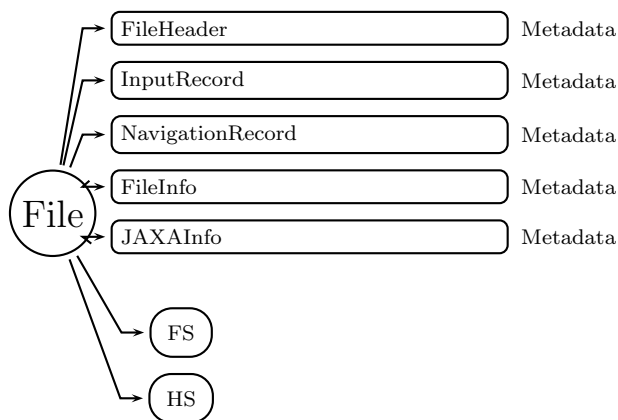 FileHeader Metadata
InputRecord Metadata
NavigationRecord Metadata
FileInfo Metadata
File
JAXAInfo Metadata
FS
HS